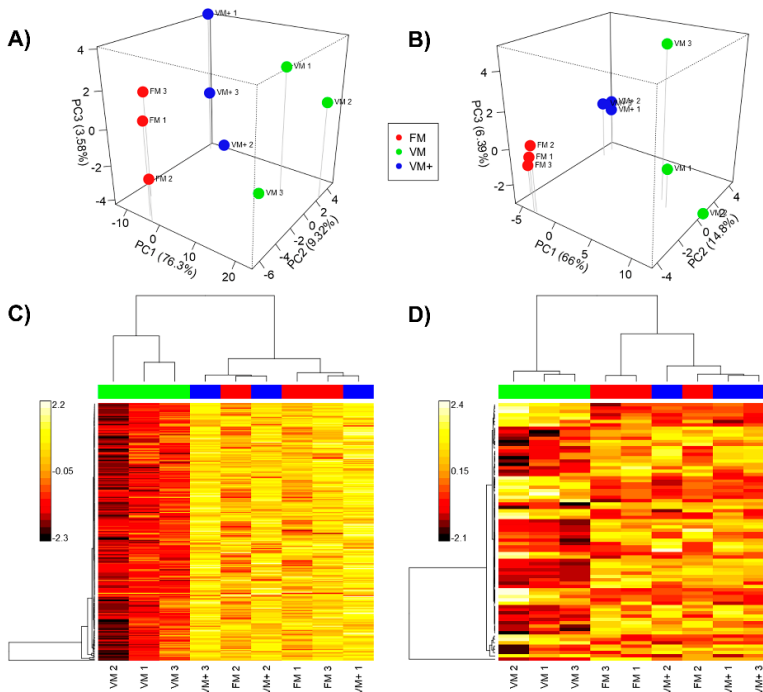 A)
B)
VM+ 1
VM 1
VM 2
FM 3
VM+ 3
FM 1
VM+ 2
FM 2
VM 3
PC3 (3.58%)
4
2
0
-2
-4
-10
0
10
20
PC1 (76.3%)
-6
-4
-2
0
2
4
PC2 (9.32%)
FM
VM
VM+
VM 3
VM+ 2
VM+ 1
FM 2
FM 1
FM 3
VM 1
PC3 (6.39%)
4
2
0
-2
-4
-5
0
5
10
PC1 (66%)
-4
-2
0
2
4
PC2 (14.8%)
C)
D)
2.2
-0.05
-2.3
VM 2
VM 1
VM 3
VM+ 3
FM 2
VM+ 2
FM 1
FM 3
VM+ 1
2.4
0.15
-2.1
VM 2
VM 1
VM 3
FM 3
FM 1
VM+ 2
FM 2
VM+ 1
VM+ 3